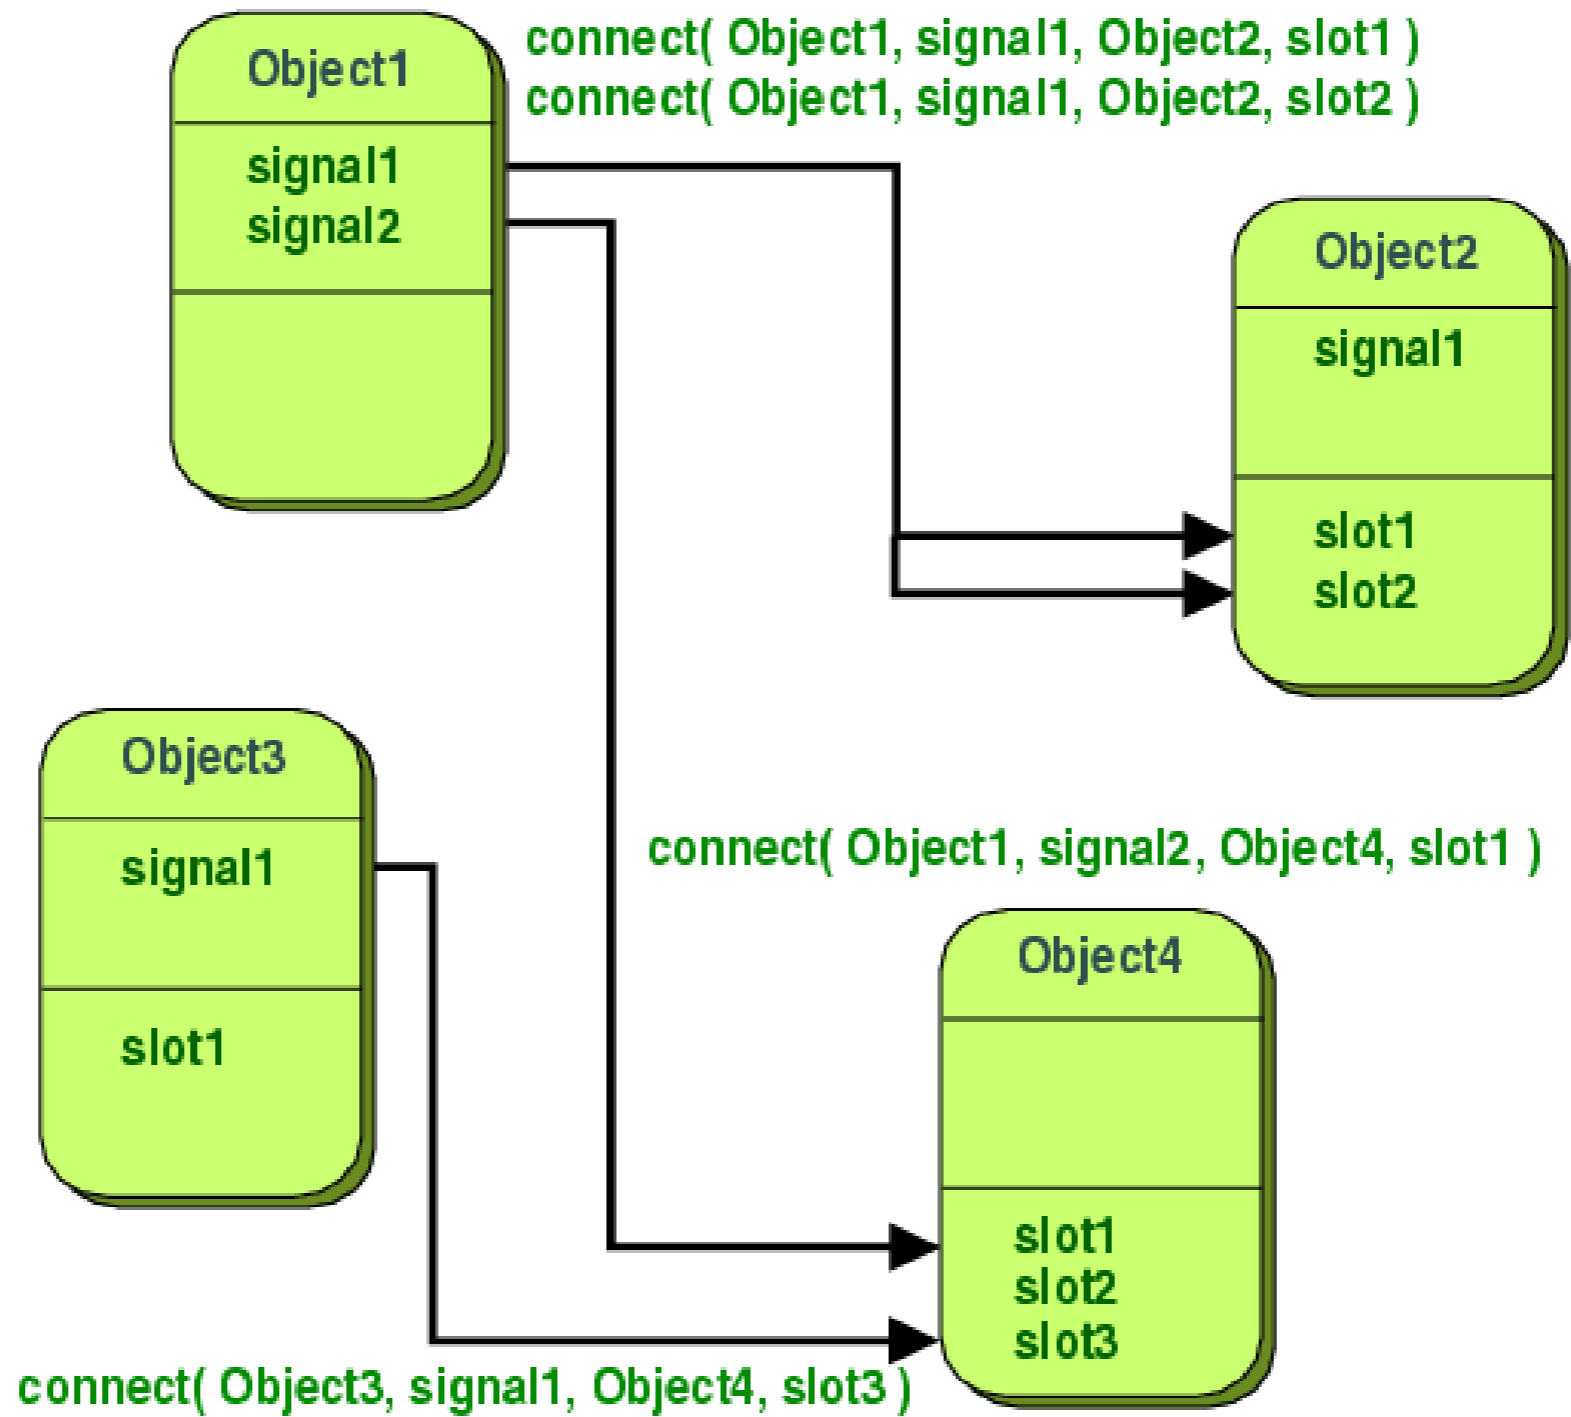 Object1
signal1
signal2
connect( Object1, signal1, Object2, slot1 )
connect( Object1, signal1, Object2, slot2 )
Object2
signal1
slot1
slot2
Object3
signal1
slot1
connect( Object1, signal2, Object4, slot1 )
Object4
slot1
slot2
slot3
connect( Object3, signal1, Object4, slot3 )